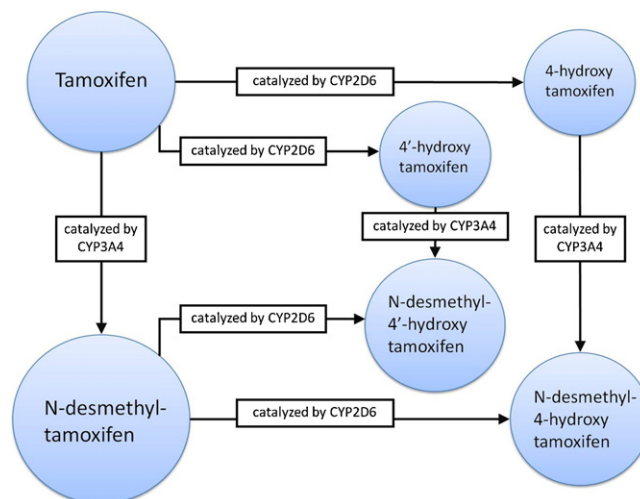 Tamoxifen
catalyzed by CYP2D6
4-hydroxy
tamoxifen
catalyzed by CYP2D6
4’-hydroxy
tamoxifen
catalyzed by
CYP3A4
catalyzed by CYP3A4
catalyzed by
CYP3A4
N-desmethyl-
4’-hydroxy
tamoxifen
catalyzed by CYP2D6
N-desmethyl-
tamoxifen
catalyzed by CYP2D6
N-desmethyl-
4-hydroxy
tamoxifen